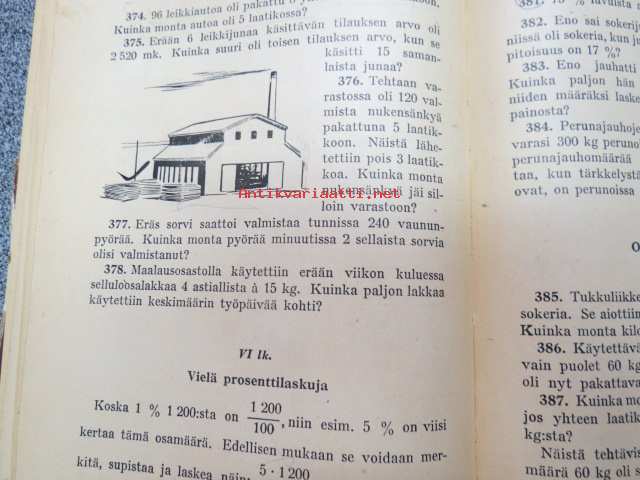 374. 96 leikkiautoa oli pakattu
Kuinka monta autoa oli 5 laatikossa?
375. Erään 6 leikkijunaa käsittävän tilauksen arvo oli
2 520 mk. Kuinka suuri oli toisen tilauksen arvo, kun se
käsitti 15 saman-
laista junaa?
376. Tehtaan va-
rastossa oli 120 val-
mista nukensänkyä
pakattuna 5 laatik-
koon. Näistä lähe-
tettiin pois 3 laatik-
koa. Kuinka monta
nukensänkyä jäi sil-
loin varastoon?
Antikvariaatti.net
377. Eräs sorvi saattoi valmistaa tunnissa 240 vaunun-
pyörää. Kuinka monta pyörää minuutissa 2 sellaista sorvia
olisi valmistanut?
378. Maalausosastolla käytettiin erään viikon kuluessa
selluloosalakkaa 4 astiallista à 15 kg. Kuinka paljon lakkaa
käytettiin keskimäärin työpäivää kohti?
VI lk.
Vielä prosenttilaskuja
Koska 1 % 1 200:sta on 1 200/100, niin esim. 5 % on viisi
kertaa tämä osamäärä. Edellisen mukaan se voidaan mer-
kitä, supistaa ja laskea näin: 5 · 1 200
381.
382. Eno sai sokerij
niissä oli sokeria, kun j
pitoisuus on 17 %?
383. Eno jauhatti
Kuinka paljon hän
niiden määräksi laske
painosta?
384. Perunajauhoje
varasi 300 kg peruno
perunajauhomäärää
taa, kun tärkkelyst
ovat, on perunoissa
O
385. Tukkuliikke
sokeria. Se aiottiin
Kuinka monta kilo
386. Käytettävä
vain puolet 60 kg
oli nyt pakattava
387. Kuinka mo
jos yhteen laatik
kg:sta?
Näistä tehtävis
määrä 60 kg oli s